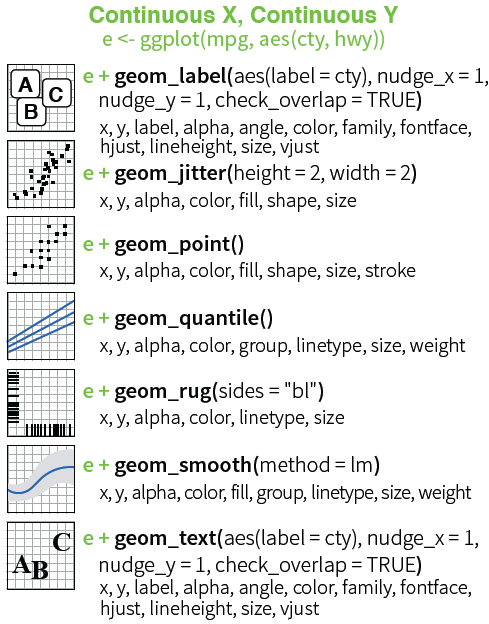 Continuous X, Continuous Y
e <- ggplot(mpg, aes(cty, hwy))
A
C
B
e + geom_label(aes(label = cty), nudge_x = 1,
nudge_y = 1, check_overlap = TRUE)
x, y, label, alpha, angle, color, family, fontface,
hjust, lineheight, size, vjust
e + geom_jitter(height = 2, width = 2)
x, y, alpha, color, fill, shape, size
e + geom_point()
x, y, alpha, color, fill, shape, size, stroke
e + geom_quantile()
x, y, alpha, color, group, linetype, size, weight
e + geom_rug(sides = "bl")
x, y, alpha, color, linetype, size
e + geom_smooth(method = lm)
x, y, alpha, color, fill, group, linetype, size, weight
C
AB
e + geom_text(aes(label = cty), nudge_x = 1,
nudge_y = 1, check_overlap = TRUE)
x, y, label, alpha, angle, color, family, fontface,
hjust, lineheight, size, vjust